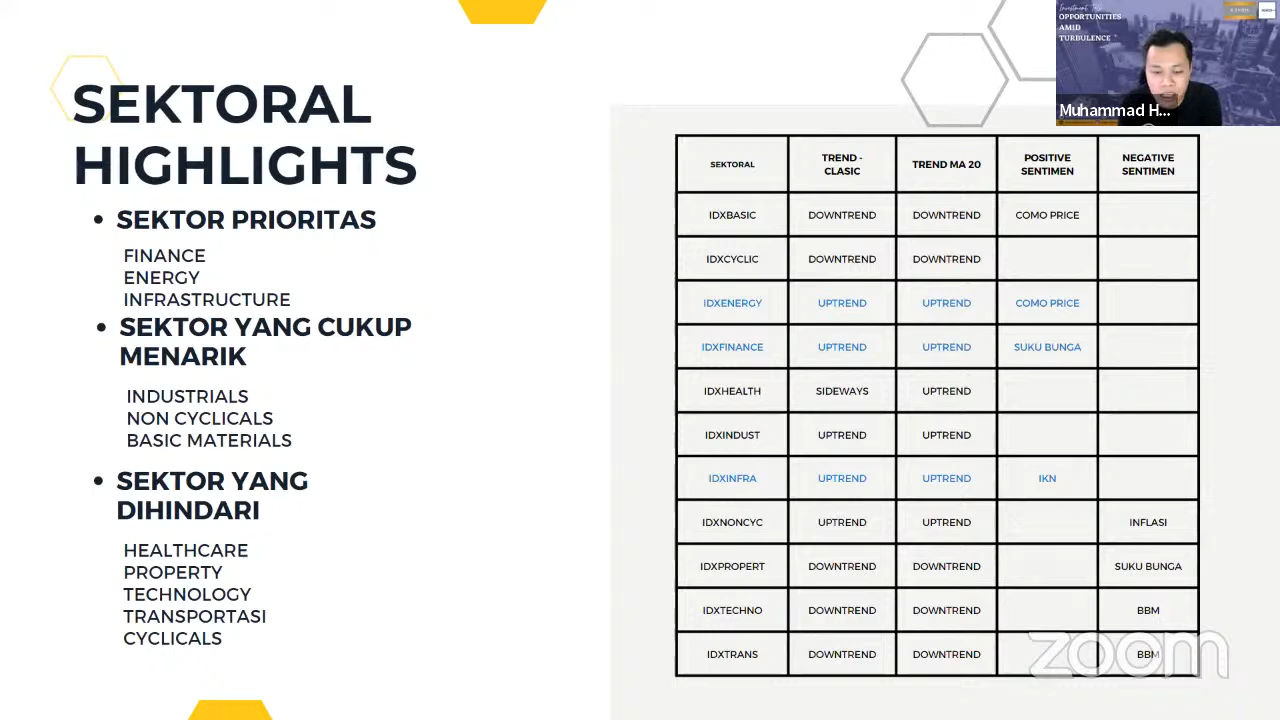 SEKTORAL
HIGHLIGHTS
SEKTOR PRIORITAS
FINANCE
ENERGY
INFRASTRUCTURE
SEKTOR YANG CUKUP
MENARIK
INDUSTRIALS
NON CYCLICALS
BASIC MATERIALS
SEKTOR YANG
DIHINDARI
HEALTHCARE
PROPERTY
TECHNOLOGY
TRANSPORTASI
CYCLICALS
Investment Talk
OPPORTUNITIES
AMID
TURBULENCE
Muhammad H...
SEKTORAL TREND - CLASIC TREND MA 20 POSITIVE SENTIMEN NEGATIVE SENTIMEN
IDXBASIC DOWNTREND DOWNTREND COMO PRICE
IDXCYCLIC DOWNTREND DOWNTREND
IDXENERGY UPTREND UPTREND COMO PRICE
IDXFINANCE UPTREND UPTREND SUKU BUNGA
IDXHEALTH SIDEWAYS UPTREND
IDXINDUST UPTREND UPTREND
IDXINFRA UPTREND UPTREND IKN
IDXNONCYC UPTREND UPTREND INFLASI
IDXPROPERT DOWNTREND DOWNTREND SUKU BUNGA
IDXTECHNO DOWNTREND DOWNTREND BBM
IDXTRANS DOWNTREND DOWNTREND BBM
zoom